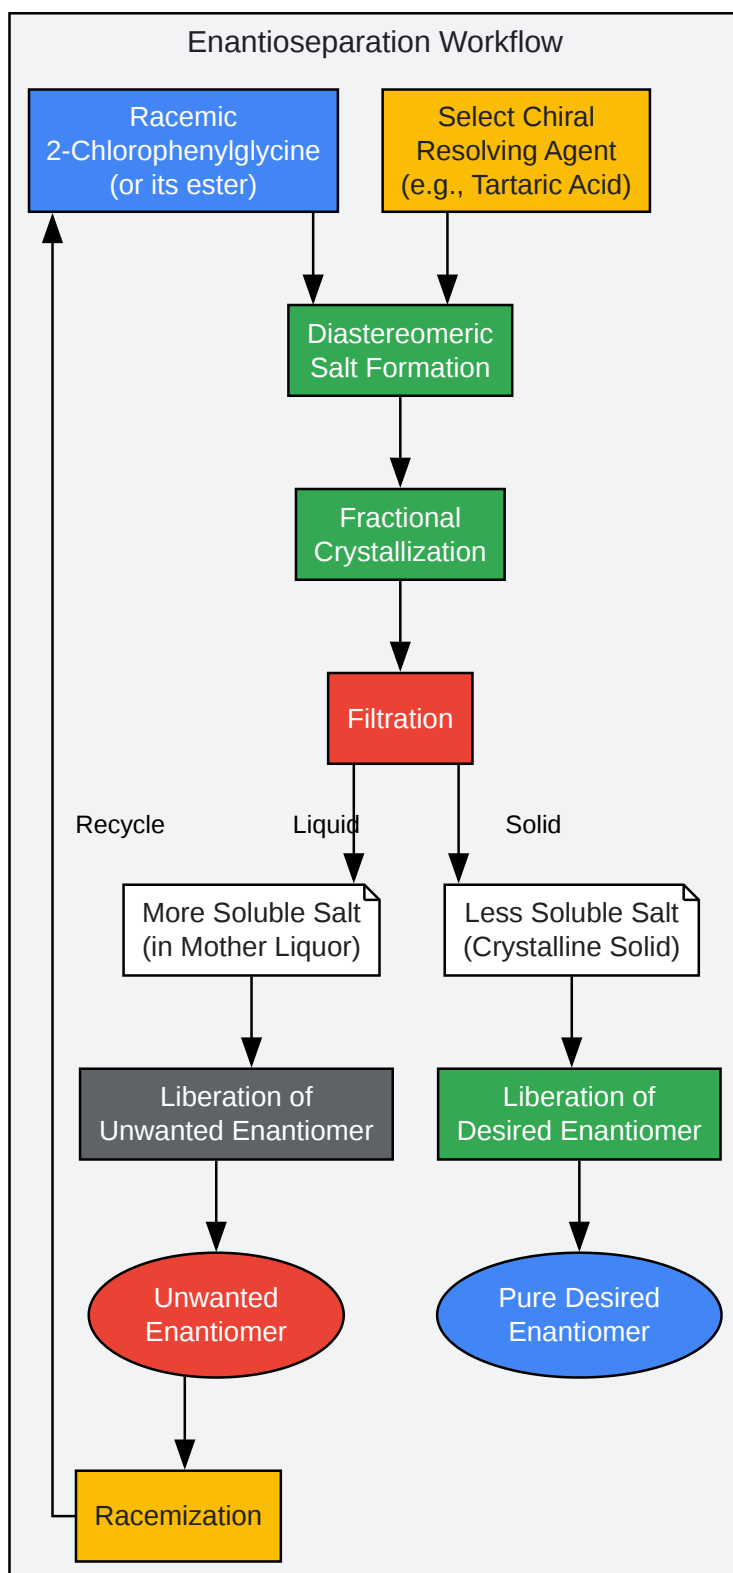 Enantioseparation Workflow
Racemic
2-Chlorophenylglycine
(or its ester)
Select Chiral
Resolving Agent
(e.g., Tartaric Acid)
Diastereomeric
Salt Formation
Fractional
Crystallization
Filtration
Recycle
Liquid
Solid
More Soluble Salt
(in Mother Liquor)
Less Soluble Salt
(Crystalline Solid)
Liberation of
Unwanted Enantiomer
Liberation of
Desired Enantiomer
Unwanted
Enantiomer
Pure Desired
Enantiomer
Racemization